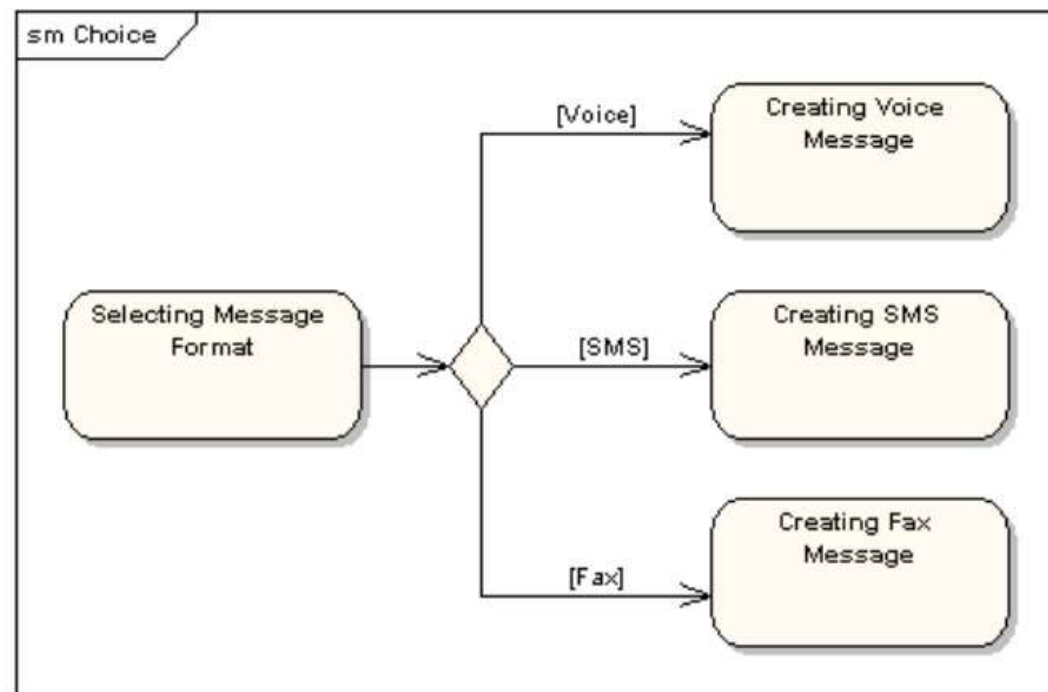 sm Choice
[Voice]
Creating Voice
Message
Selecting Message
Format
[SMS]
Creating SMS
Message
[Fax]
Creating Fax
Message